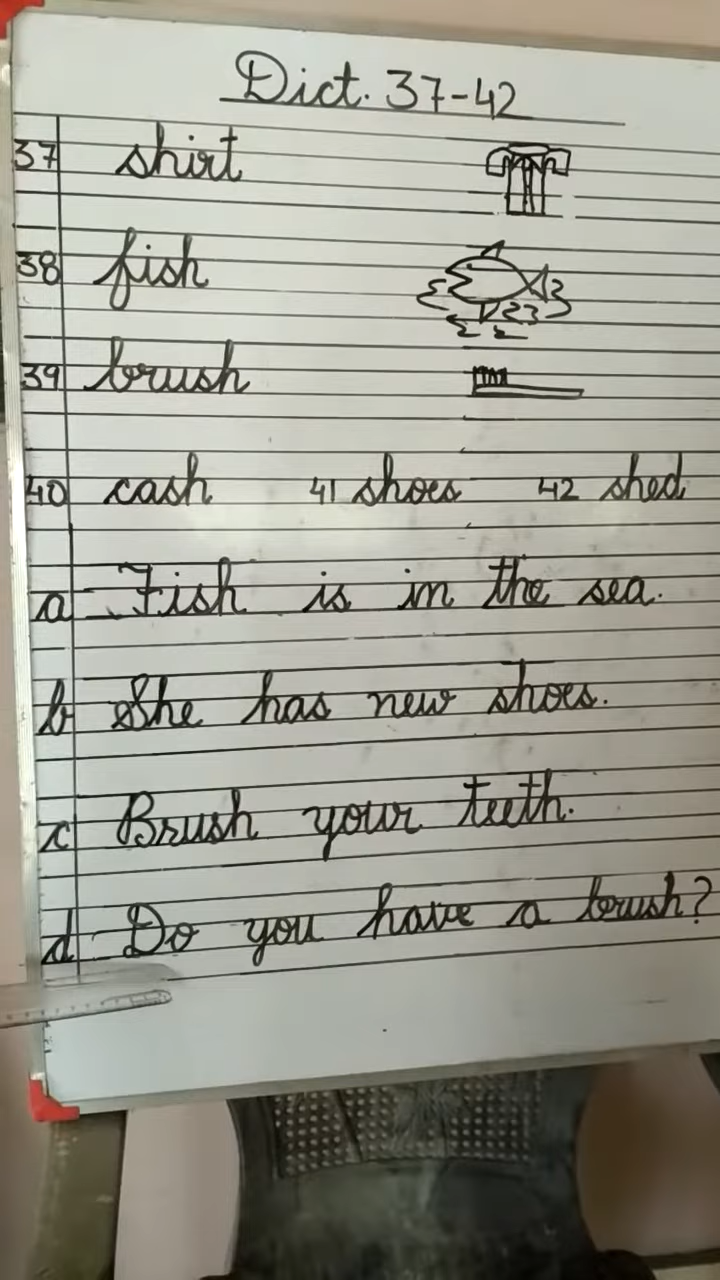 Dict. 37-42
37 shirt
38 fish
39 brush
40 cash 41 shoes 42 shed
a Fish is in the sea.
b She has new shoes.
c Brush your teeth.
d Do you have a brush?